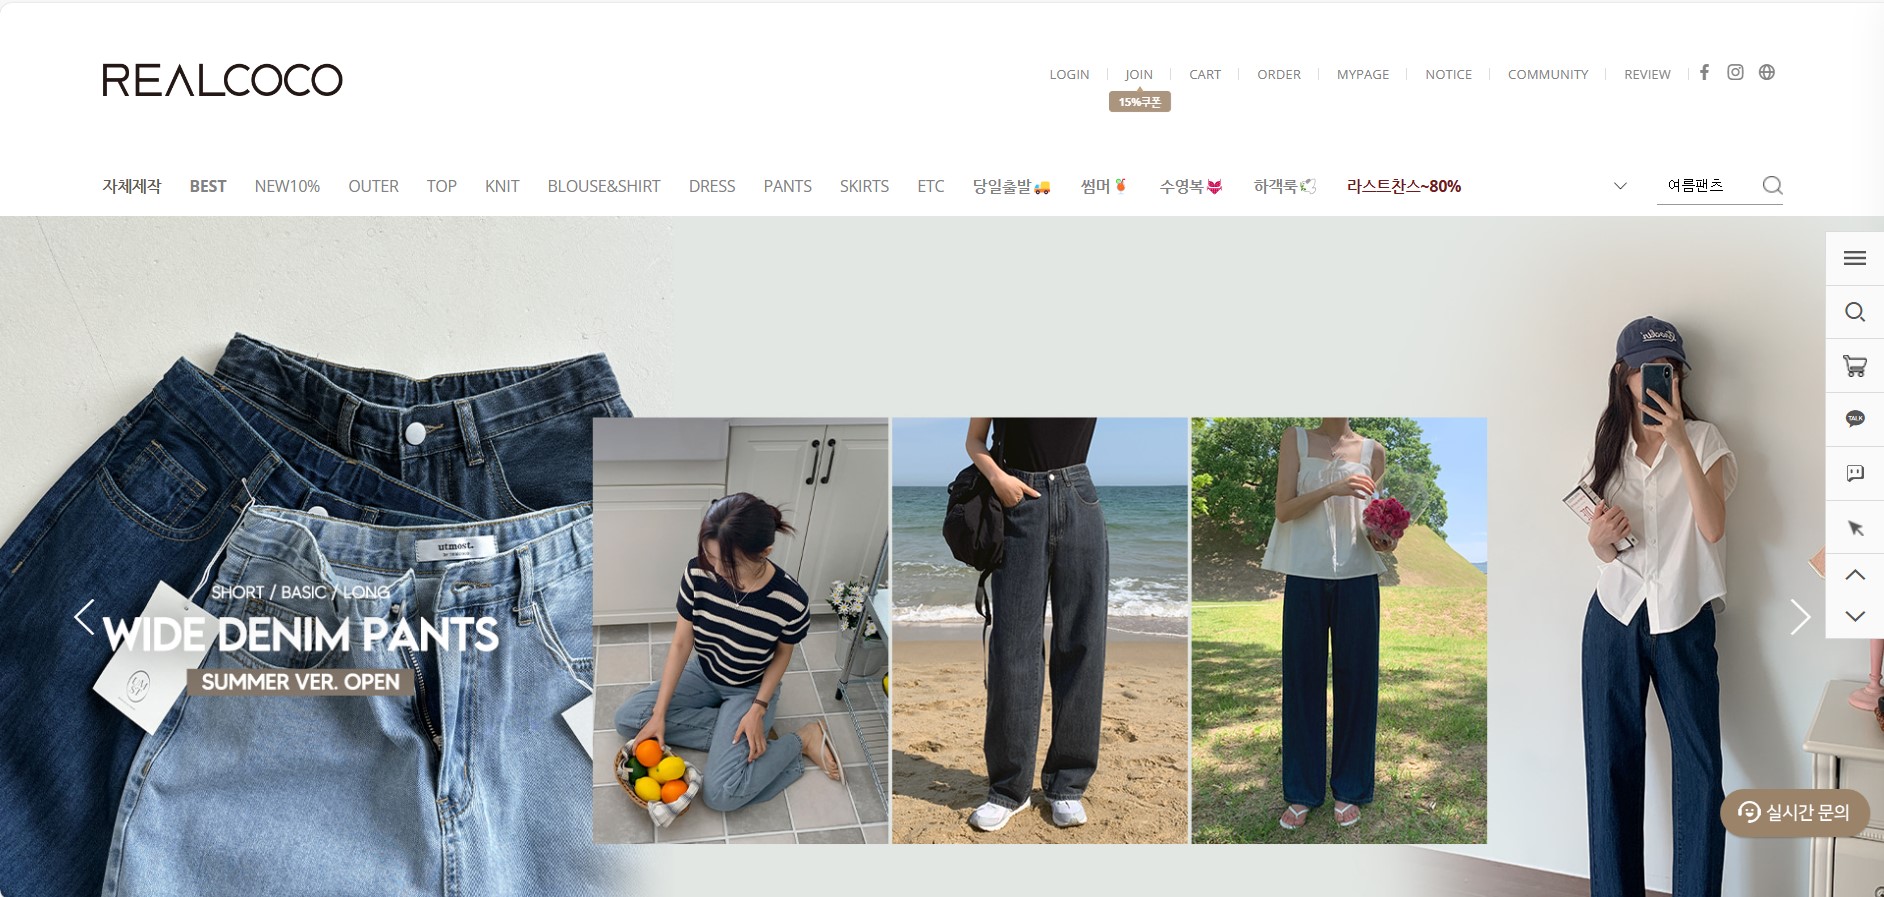 REALCOCO
LOGIN JOIN CART ORDER MYPAGE NOTICE COMMUNITY REVIEW
15%쿠폰
자체제작 BEST NEW10% OUTER TOP KNIT BLOUSE&SHIRT DRESS PANTS SKIRTS ETC 당일출발🚚 썸머🍹 수영복👙 하객룩🕊 라스트찬스~80% 여름팬츠
TALK
utmost.
SHORT / BASIC / LONG
WIDE DENIM PANTS
SUMMER VER. OPEN
실시간 문의